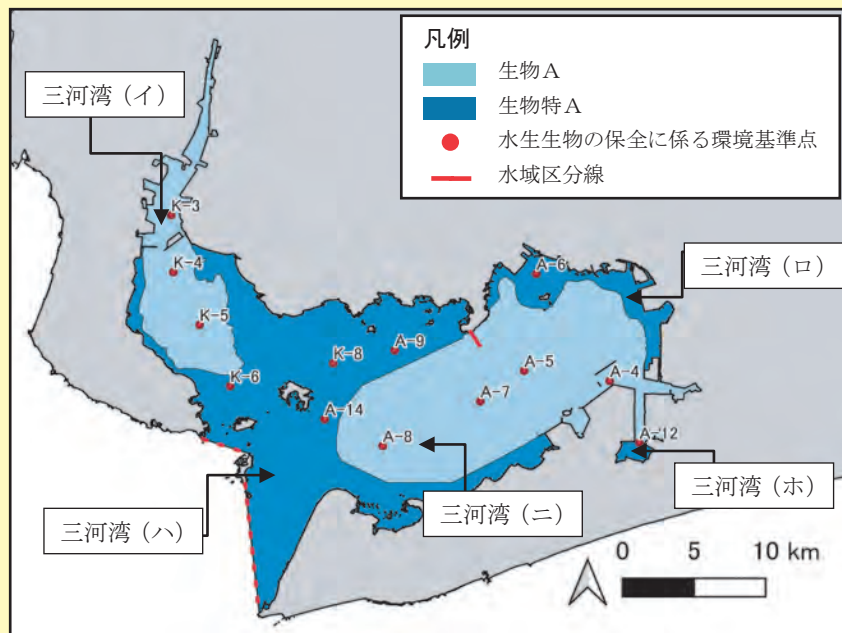 凡例
生物A
生物特A
水生生物の保全に係る環境基準点
水域区分線
三河湾（イ）
K-3
K-4
K-5
K-6
K-8
A-9
A-14
A-6
三河湾（ロ）
A-5
A-4
A-7
A-8
A-12
三河湾（ハ）
三河湾（ニ）
三河湾（ホ）
0 5 10 km